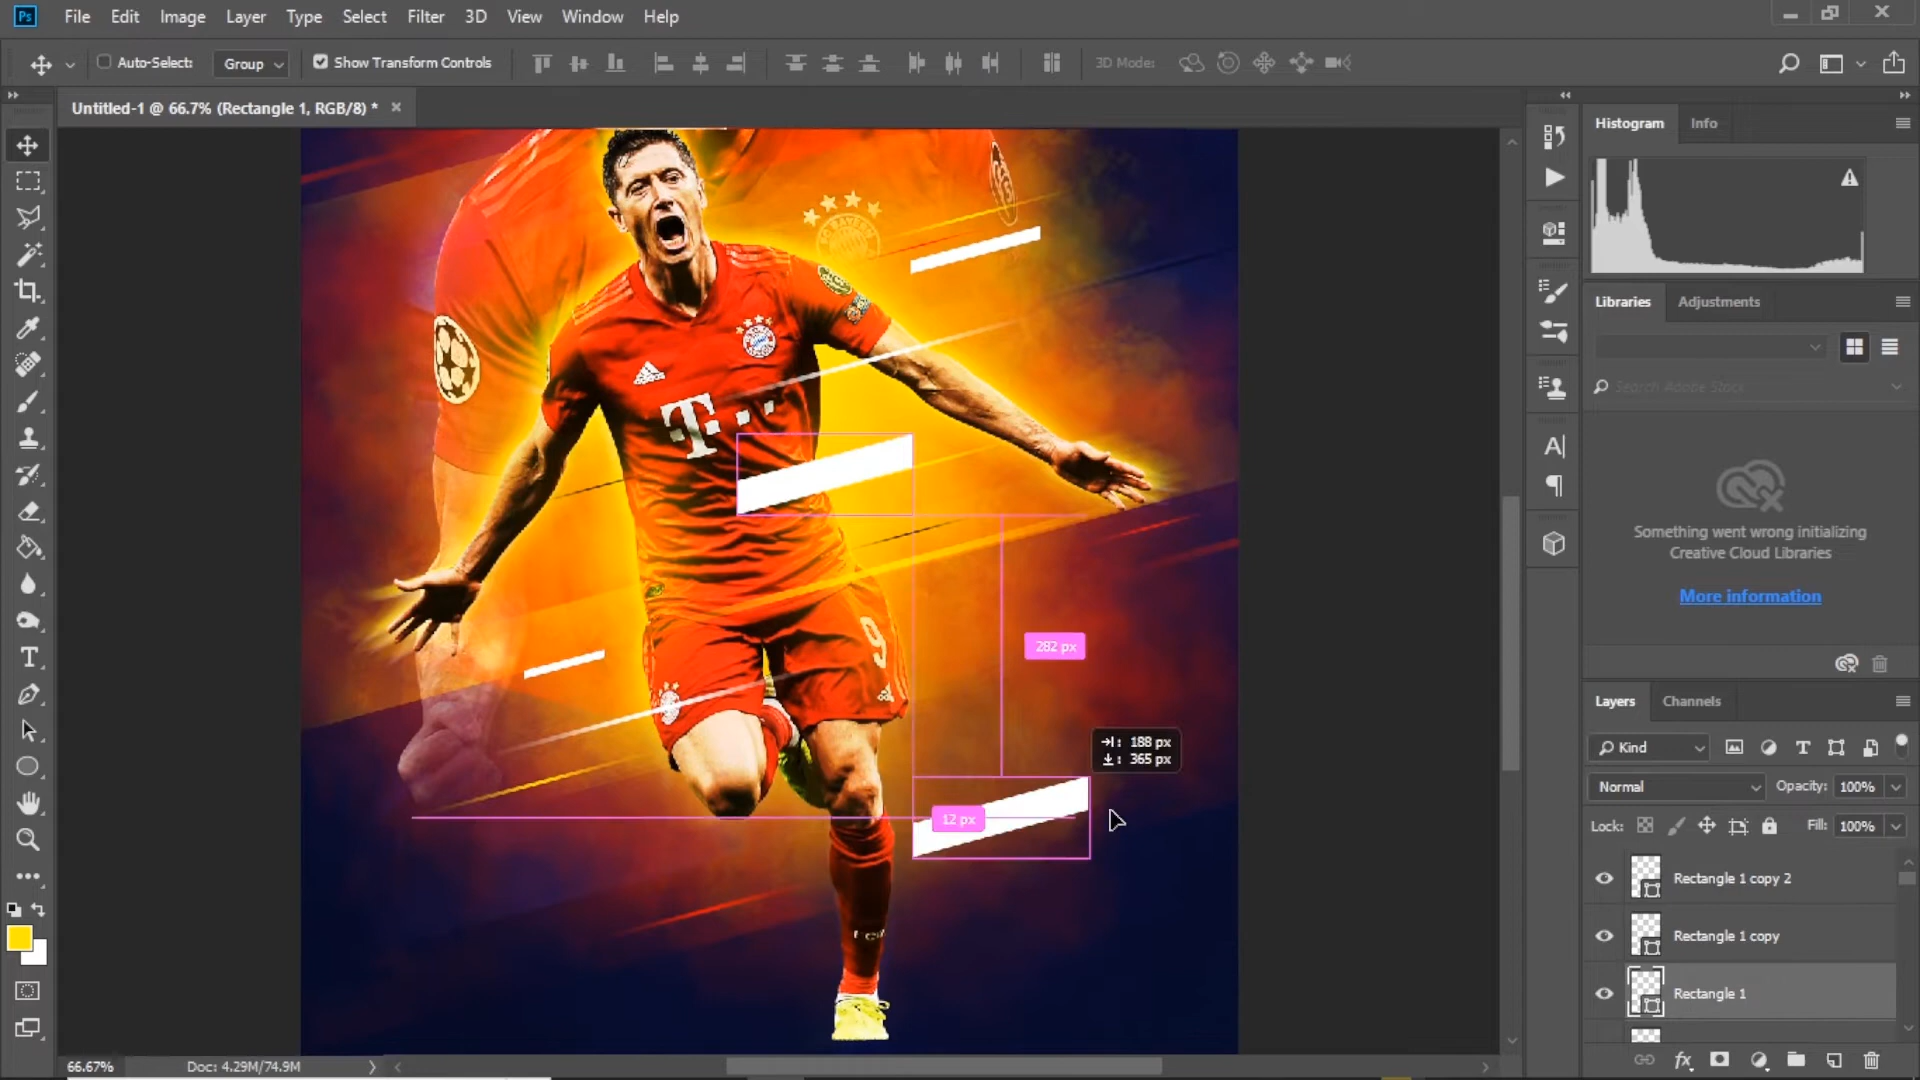 Ps File Edit Image Layer Type Select Filter 3D View Window Help
Auto-Select: Group Show Transform Controls 3D Mode:
Untitled-1 @ 66.7% (Rectangle 1, RGB/8) * ×
Histogram Info
Libraries Adjustments
Search Adobe Stock
Something went wrong initializing
Creative Cloud Libraries
More information
T
9
282 px
188 px
365 px
12 px
Layers Channels
Kind
Normal Opacity: 100%
Lock: Fill: 100%
Rectangle 1 copy 2
Rectangle 1 copy
Rectangle 1
66.67% Doc: 4.29M/74.9M